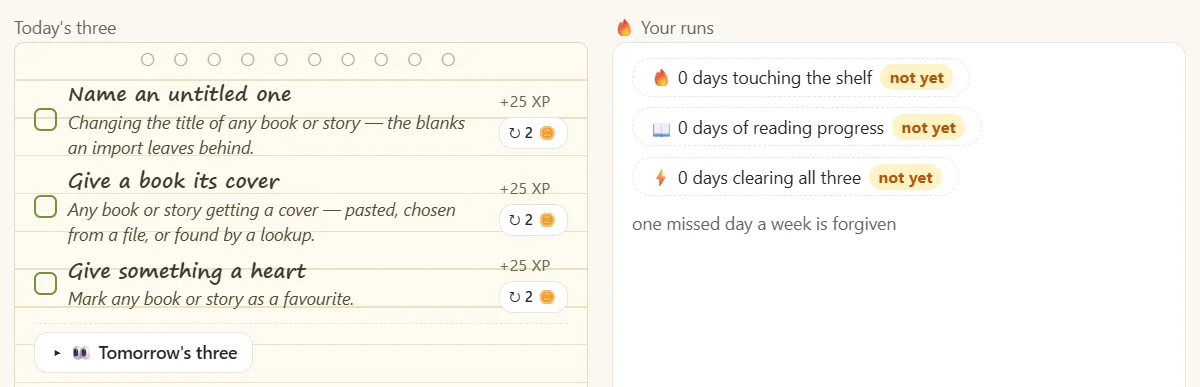 Today's three
Name an untitled one
Changing the title of any book or story — the blanks
an import leaves behind.
+25 XP
↻ 2
Give a book its cover
Any book or story getting a cover — pasted, chosen
from a file, or found by a lookup.
+25 XP
↻ 2
Give something a heart
Mark any book or story as a favourite.
+25 XP
↻ 2
▸ 👀 Tomorrow's three
🔥 Your runs
🔥 0 days touching the shelf not yet
📖 0 days of reading progress not yet
⚡ 0 days clearing all three not yet
one missed day a week is forgiven